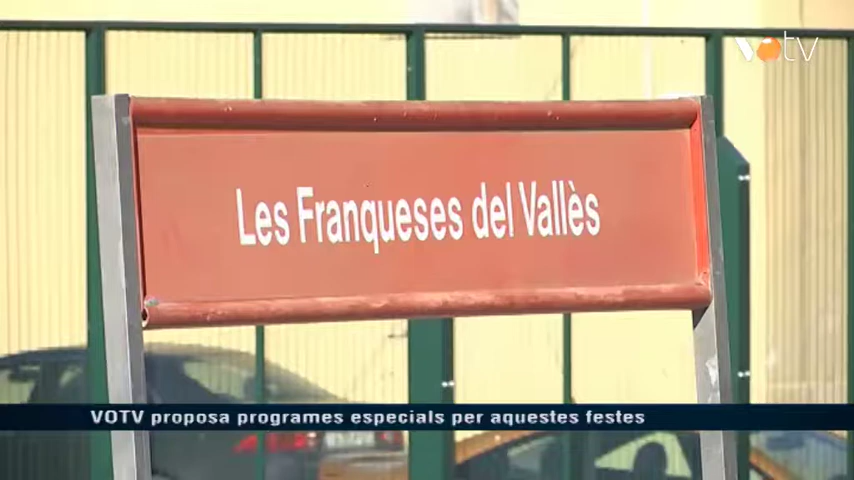 votv
Les Franqueses del Vallès
VOTV proposa programes especials per aquestes festes